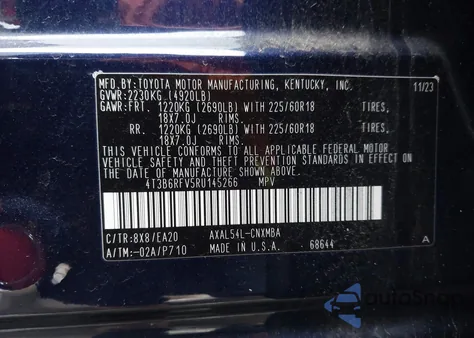 MFD.BY:TOYOTA MOTOR MANUFACTURING, KENTUCKY, INC. 11/23
GVWR:2230KG (4920LB)
GAWR:FRT. 1220KG (2690LB) WITH 225/60R18 TIRES,
18X7.0J RIMS.
RR. 1220KG (2690LB) WITH 225/60R18 TIRES,
18X7.0J RIMS.
THIS VEHICLE CONFORMS TO ALL APPLICABLE FEDERAL MOTOR
VEHICLE SAFETY AND THEFT PREVENTION STANDARDS IN EFFECT ON
THE DATE OF MANUFACTURE SHOWN ABOVE.
4T3B6RFV5RU145266 MPV
C/TR:8X8/EA20 AXAL54L-CNXMBA
A/TM:-02A/P710 MADE IN U.S.A. 68644 A